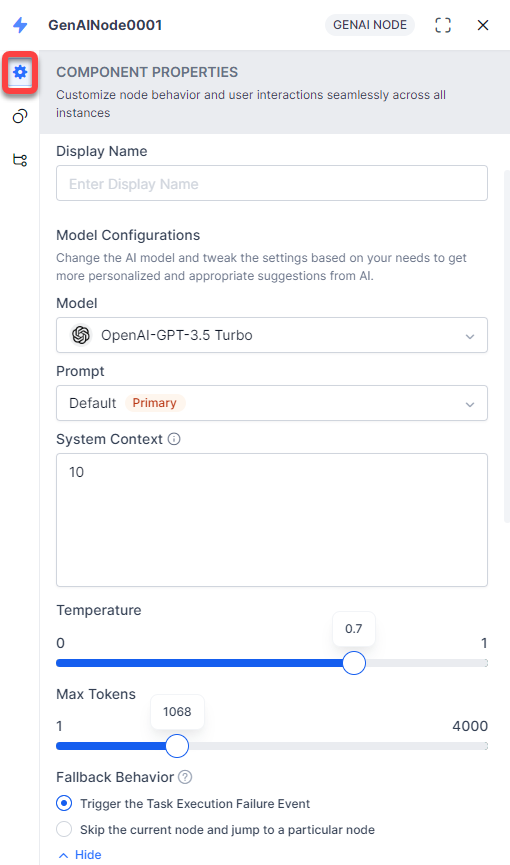 GenAINode0001
GENAI NODE
COMPONENT PROPERTIES
Customize node behavior and user interactions seamlessly across all
instances
Display Name
Enter Display Name
Model Configurations
Change the AI model and tweak the settings based on your needs to get
more personalized and appropriate suggestions from AI.
Model
OpenAI-GPT-3.5 Turbo
Prompt
Default Primary
System Context
10
Temperature
0.7
0 1
Max Tokens
1068
1 4000
Fallback Behavior
Trigger the Task Execution Failure Event
Skip the current node and jump to a particular node
Hide